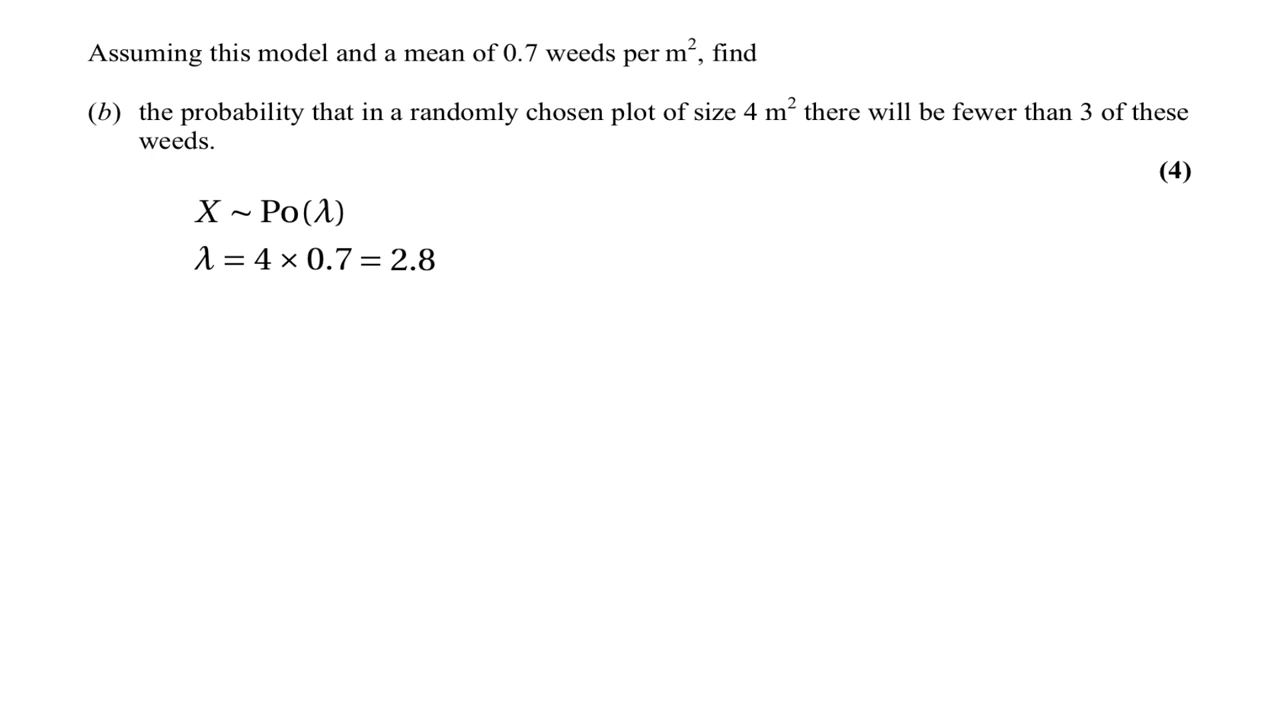 Assuming this model and a mean of 0.7 weeds per m², find
(b) the probability that in a randomly chosen plot of size 4 m² there will be fewer than 3 of these
weeds.
(4)
X ~ Po(λ)
λ = 4 × 0.7 = 2.8